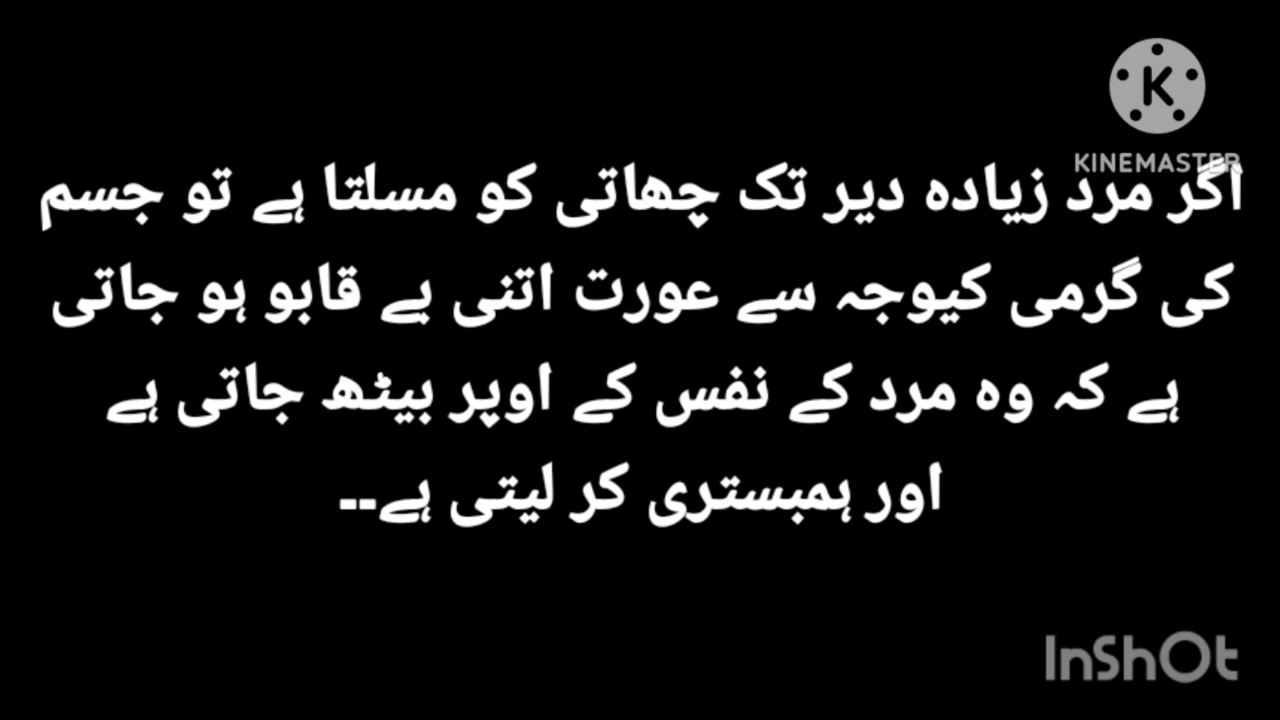 KINEMASTER
اگر مرد زیادہ دیر تک چھاتی کو مسلتا ہے تو جسم
کی گرمی کیوجہ سے عورت اتنی بے قابو ہو جاتی
ہے کہ وہ مرد کے نفس کے اوپر بیٹھ جاتی ہے
اور ہمبستری کر لیتی ہے--
InShOt